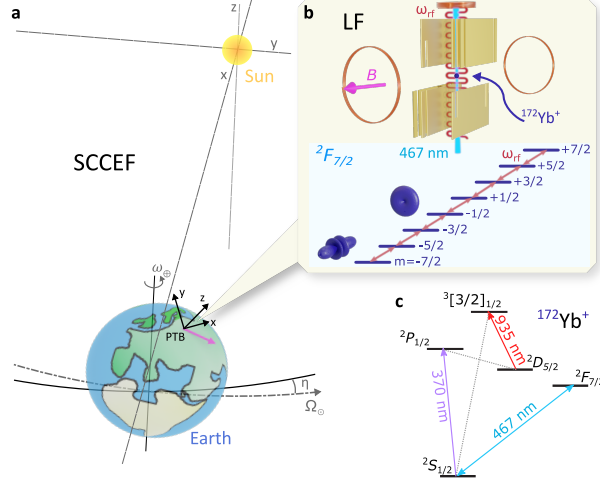 a
z
y
x
Sun
SCCEF
ω⊕
y
z
x
PTB
η
Ω⊙
Earth
b
LF
ωrf
B
¹⁷²Yb⁺
467 nm
²F7/2
ωrf
+7/2
+5/2
+3/2
+1/2
-1/2
-3/2
-5/2
m=-7/2
c
³[3/2]1/2
¹⁷²Yb⁺
²P1/2
935 nm
²D5/2
²F7/2
370 nm
467 nm
²S1/2